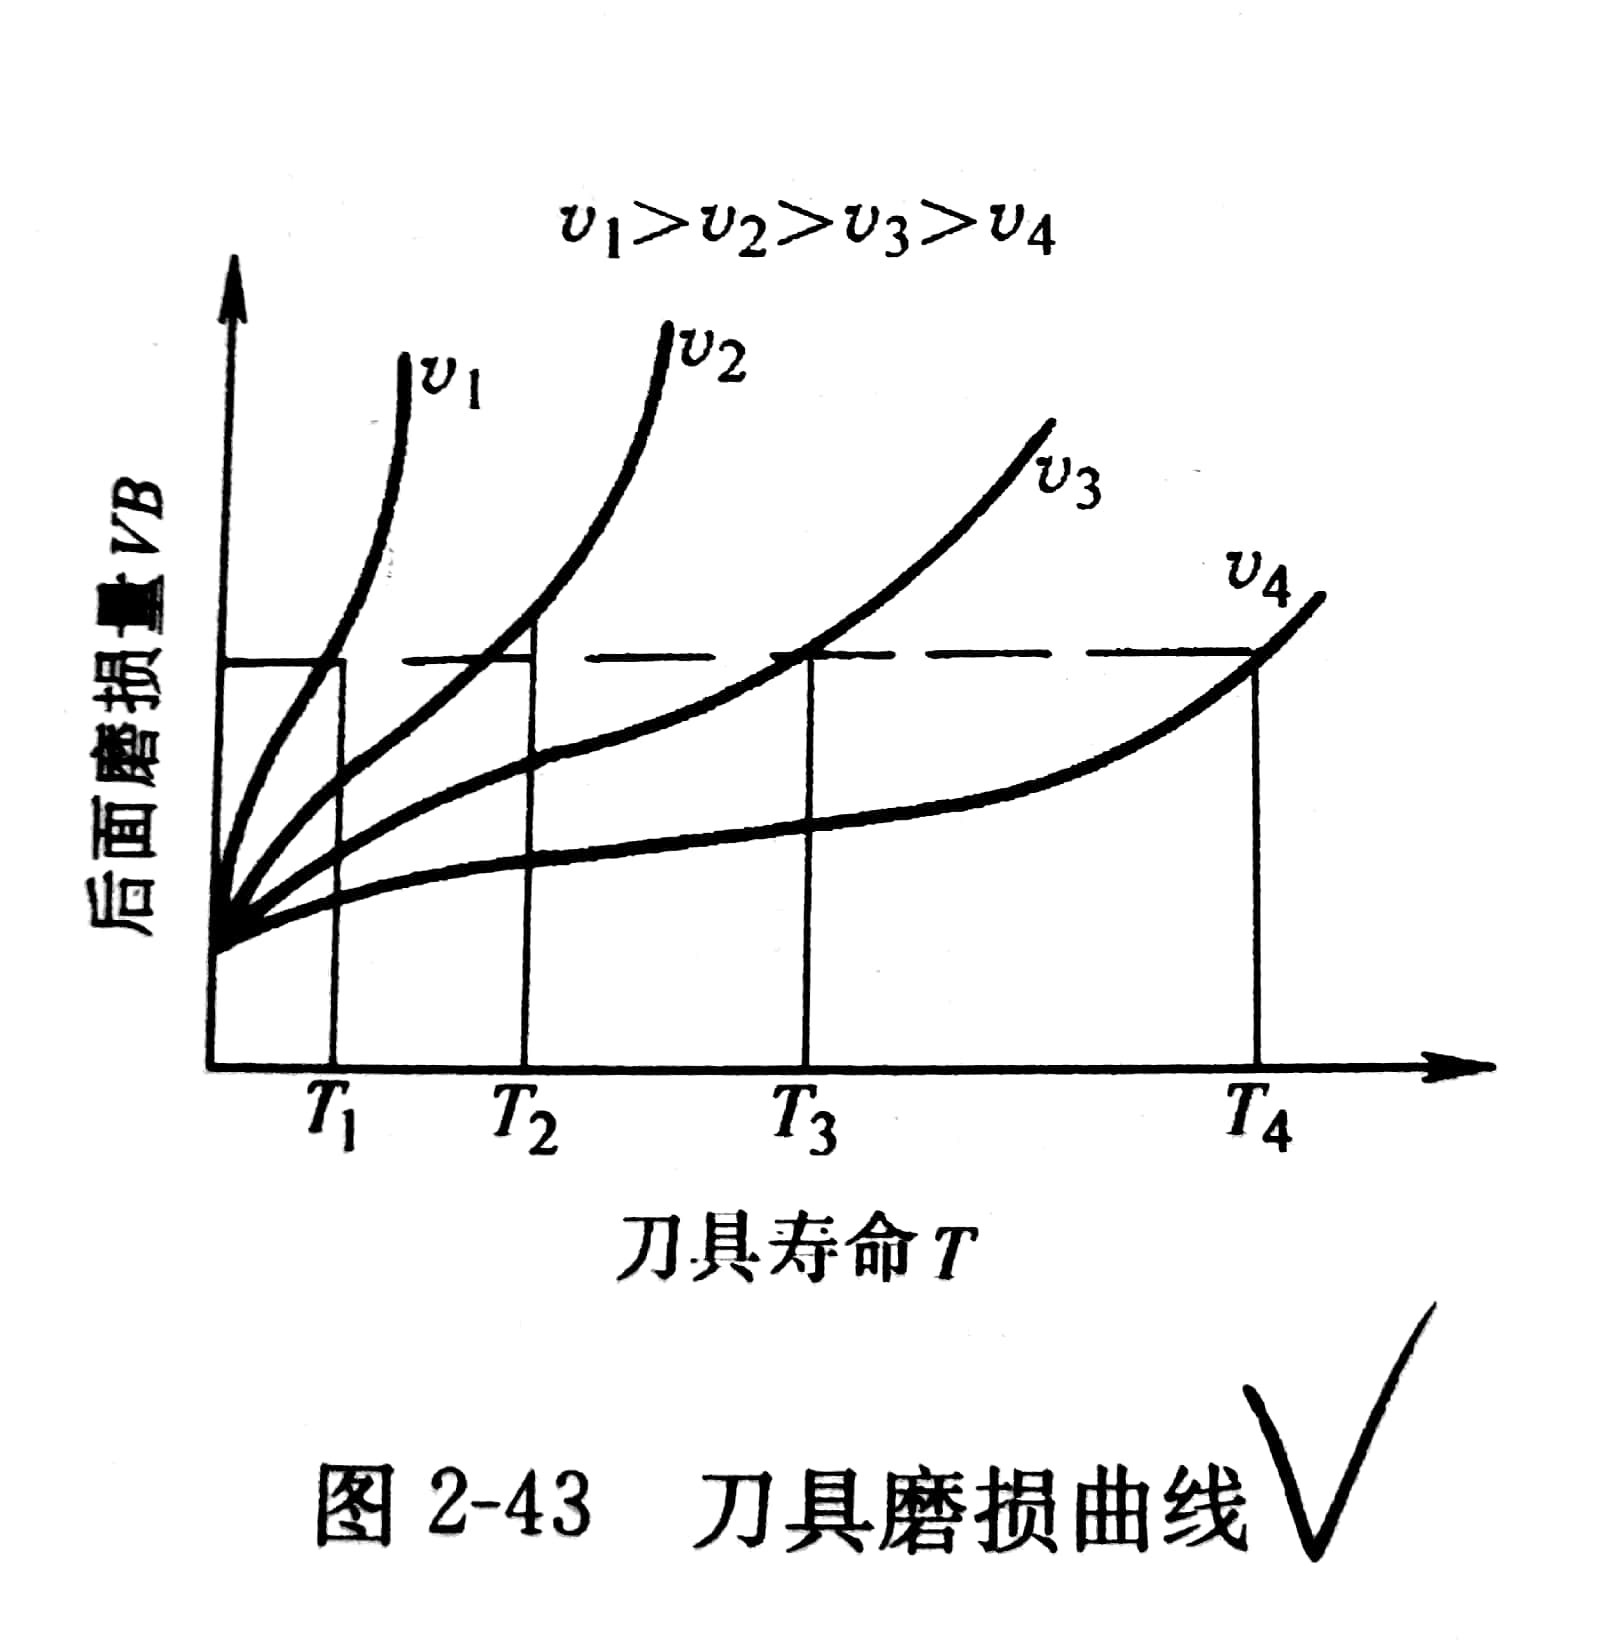 v₁>v₂>v₃>v₄
v₁
v₂
v₃
v₄
后面磨损量VB
T₁ T₂ T₃ T₄
刀具寿命T
图 2-43 刀具磨损曲线